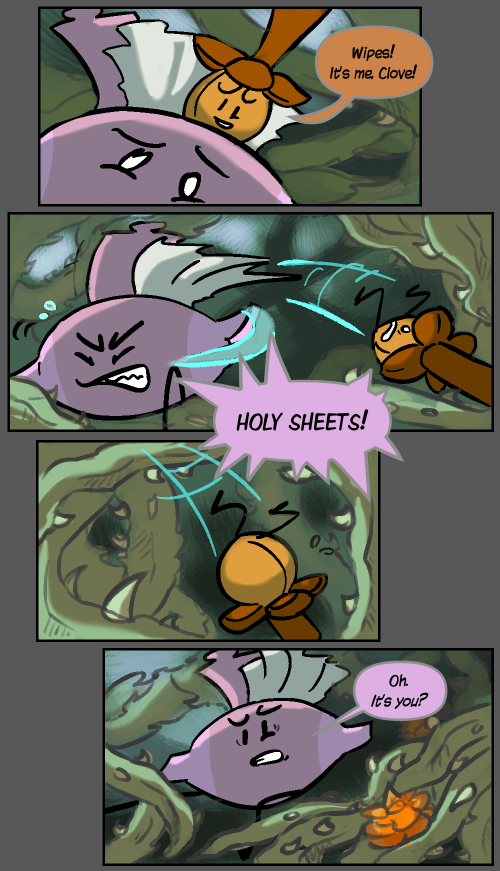 Wipes!
It's me, Clove!
HOLY SHEETS!
Oh.
It's you?